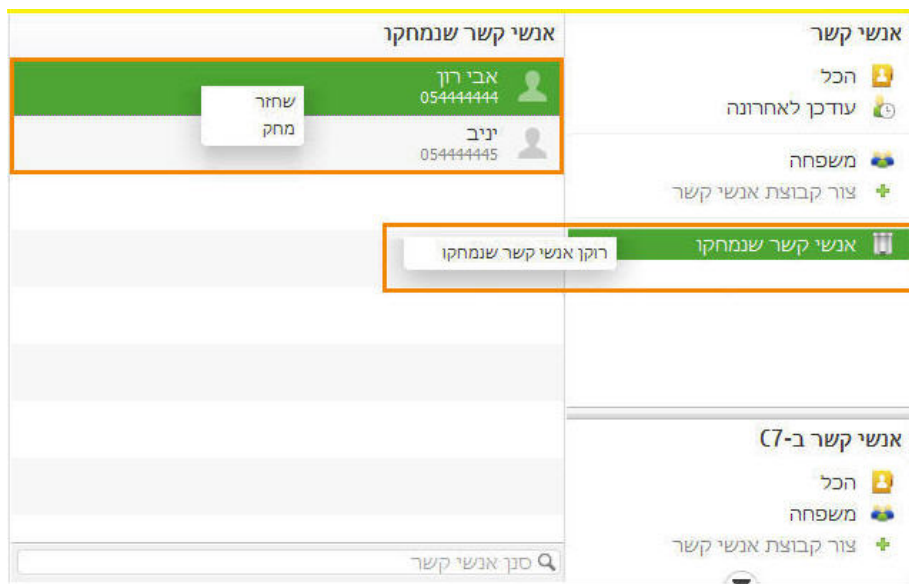 אנשי קשר
הכל
עודכן לאחרונה
משפחה
צור קבוצת אנשי קשר
אנשי קשר שנמחקו
רוקן אנשי קשר שנמחקו
אנשי קשר ב-C7
הכל
משפחה
צור קבוצת אנשי קשר
אנשי קשר שנמחקו
אבי רון
054444444
שחזר
מחק
יניב
054444445
סנן אנשי קשר